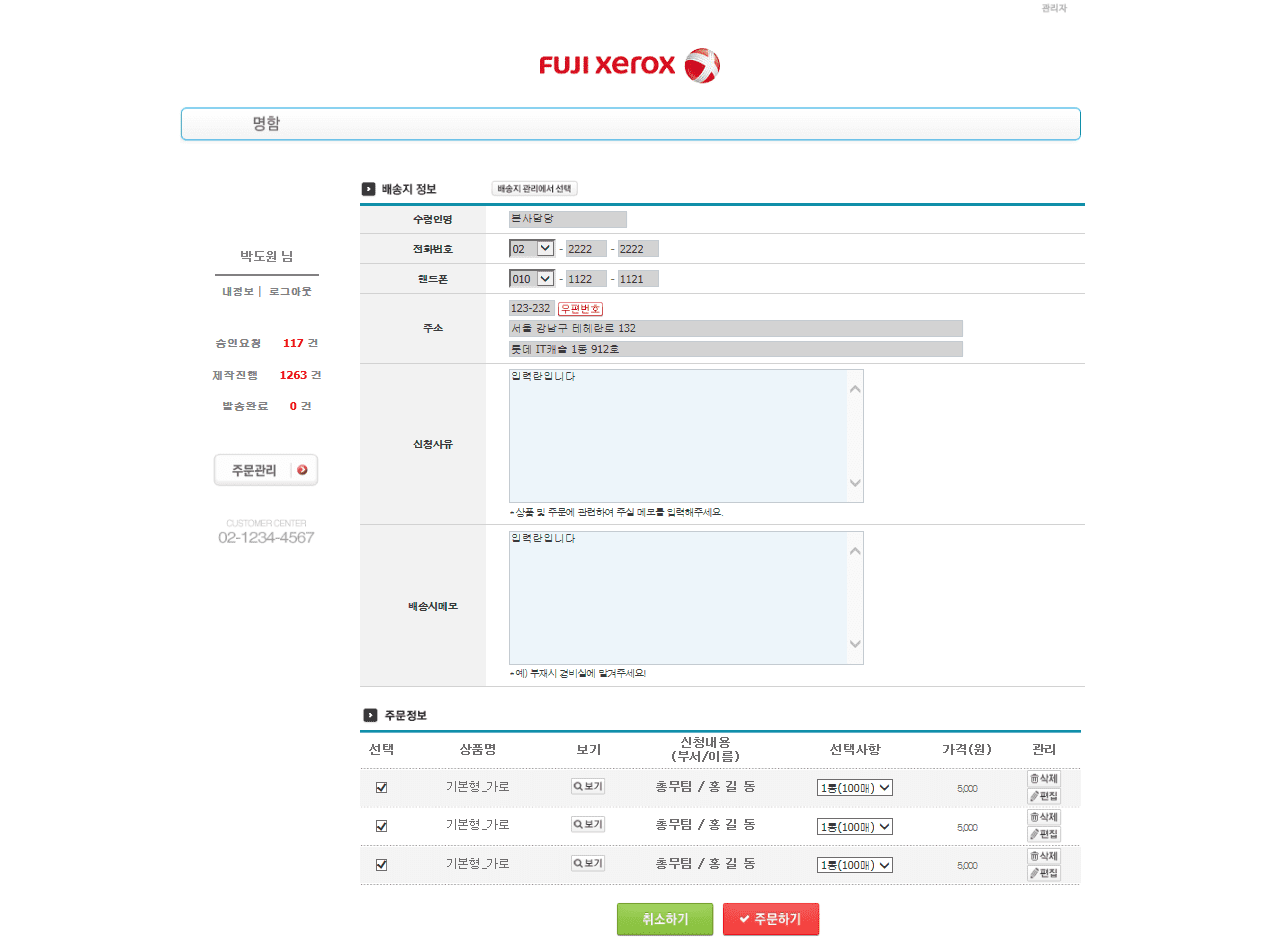 관리자
FUJI xerox
명함
배송지 정보 배송지 관리에서 선택
수령인명 본사담당
전화번호 02 - 2222 - 2222
핸드폰 010 - 1122 - 1121
주소 123-232 우편번호
서울 강남구 테헤란로 132
롯데 IT캐슬 1동 912호
신청사유 입력란입니다
상품 및 주문에 관련하여 주실 메모를 입력해주세요.
배송시메모 입력란입니다
예) 부재시 경비실에 맡겨주세요!
박도원 님
내정보 | 로그아웃
승인요청 117 건
제작진행 1263 건
발송완료 0 건
주문관리
CUSTOMER CENTER
02-1234-4567
주문정보
선택 상품명 보기 신청내용 선택사항 가격(원) 관리
(부서/이름)
기본형_가로 보기 총무팀 / 홍 길 동 1통(100매) 5,000 삭제
편집
기본형_가로 보기 총무팀 / 홍 길 동 1통(100매) 5,000 삭제
편집
기본형_가로 보기 총무팀 / 홍 길 동 1통(100매) 5,000 삭제
편집
취소하기 주문하기